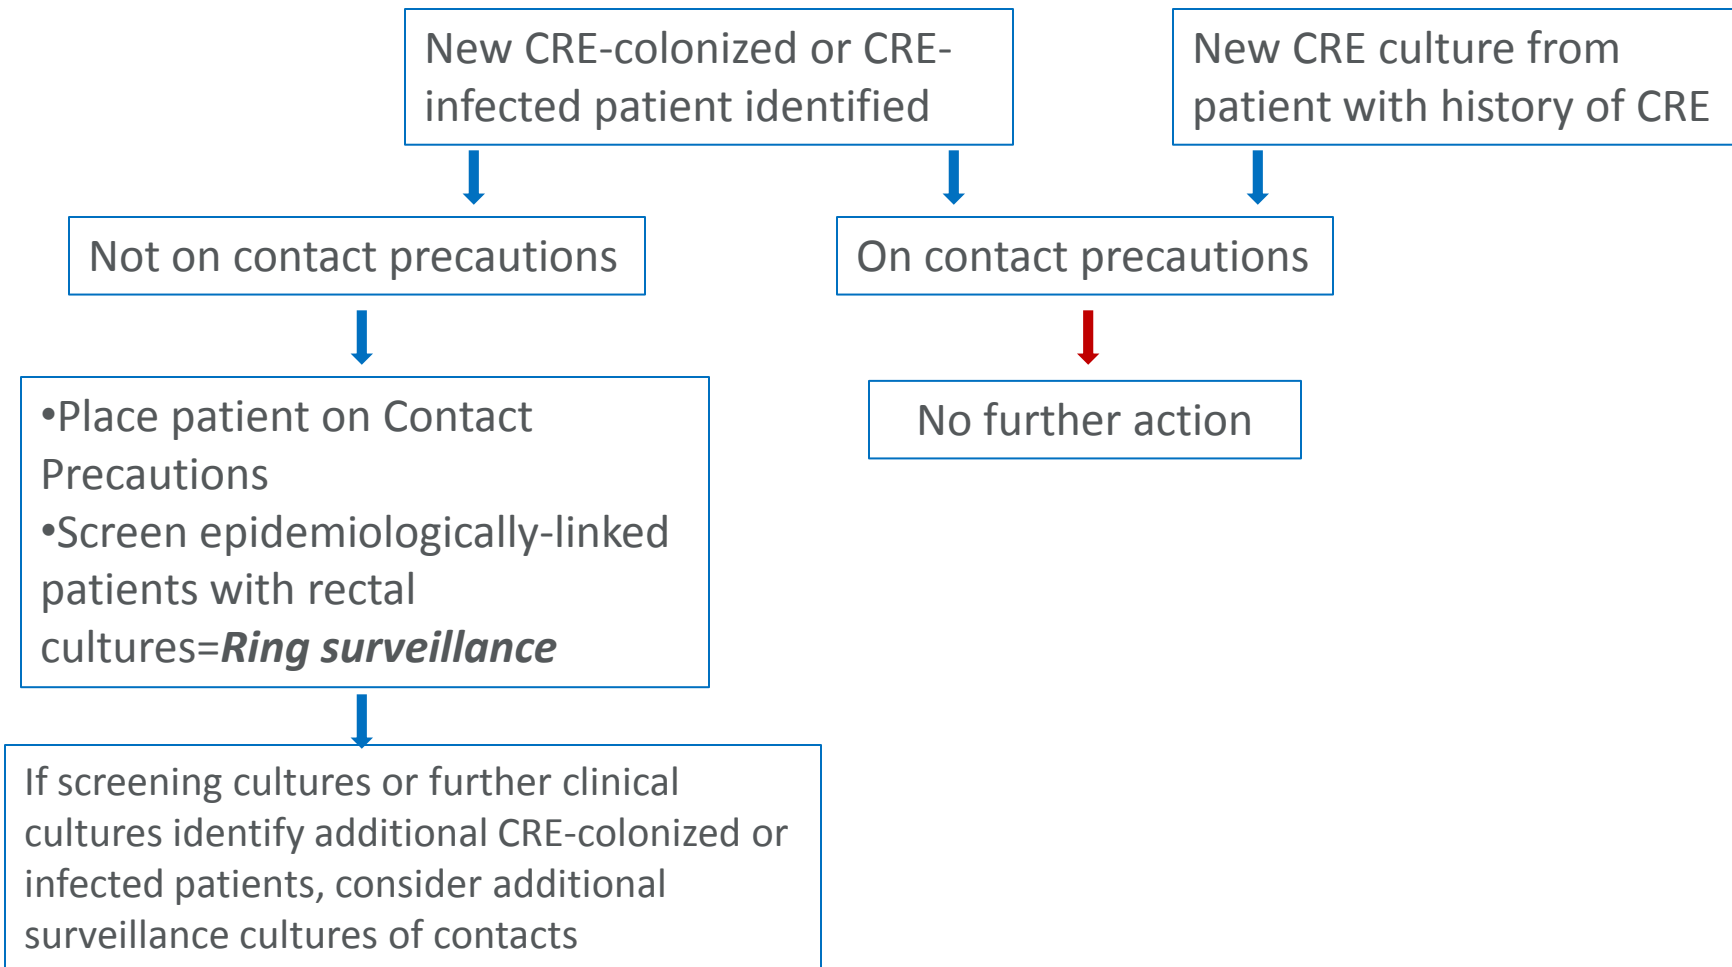 New CRE-colonized or CRE-
infected patient identified
New CRE culture from
patient with history of CRE
Not on contact precautions
On contact precautions
•Place patient on Contact
Precautions
•Screen epidemiologically-linked
patients with rectal
cultures=Ring surveillance
No further action
If screening cultures or further clinical
cultures identify additional CRE-colonized or
infected patients, consider additional
surveillance cultures of contacts